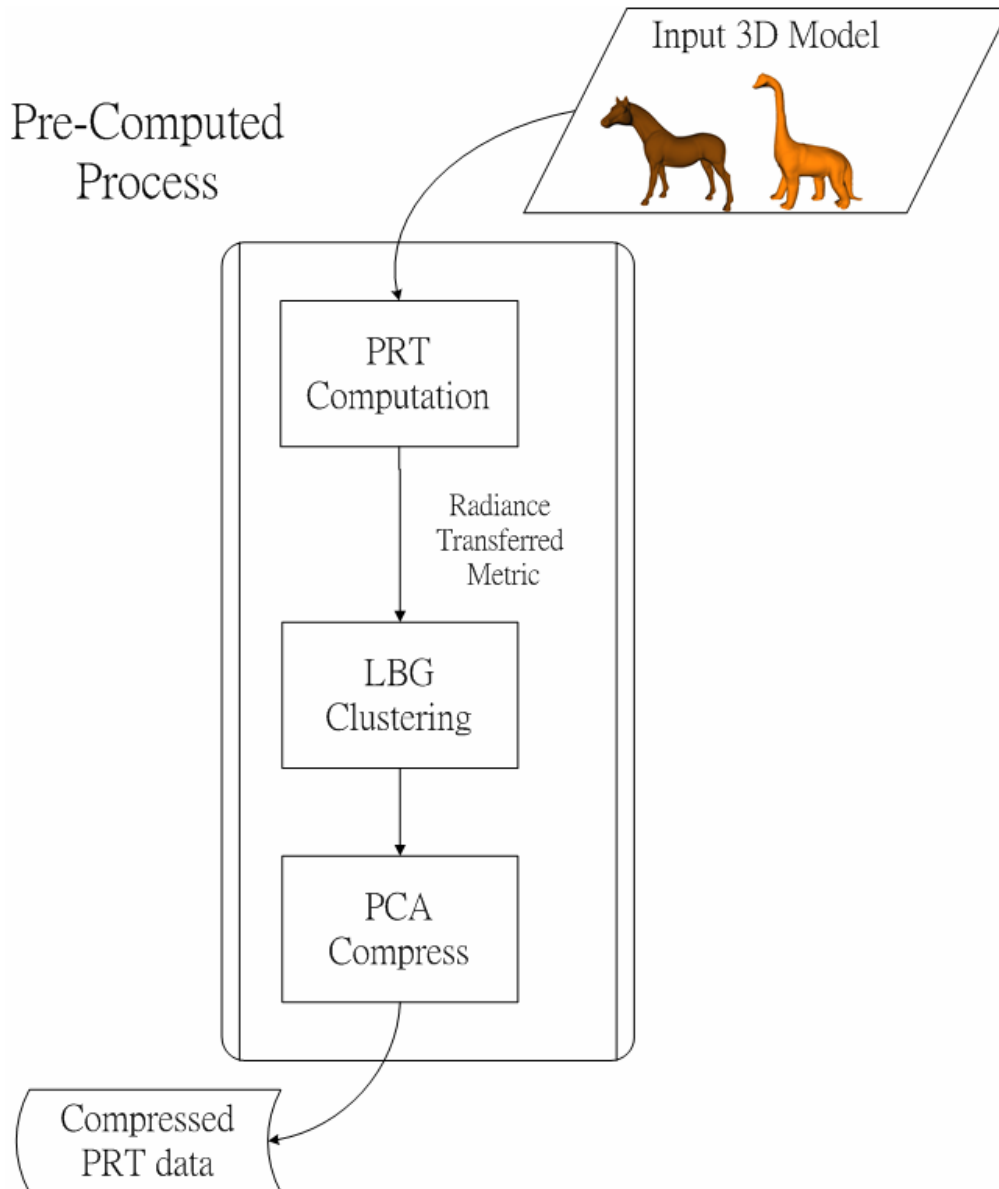 Input 3D Model
Pre-Computed
Process
PRT
Computation
Radiance
Transferred
Metric
LBG
Clustering
PCA
Compress
Compressed
PRT data